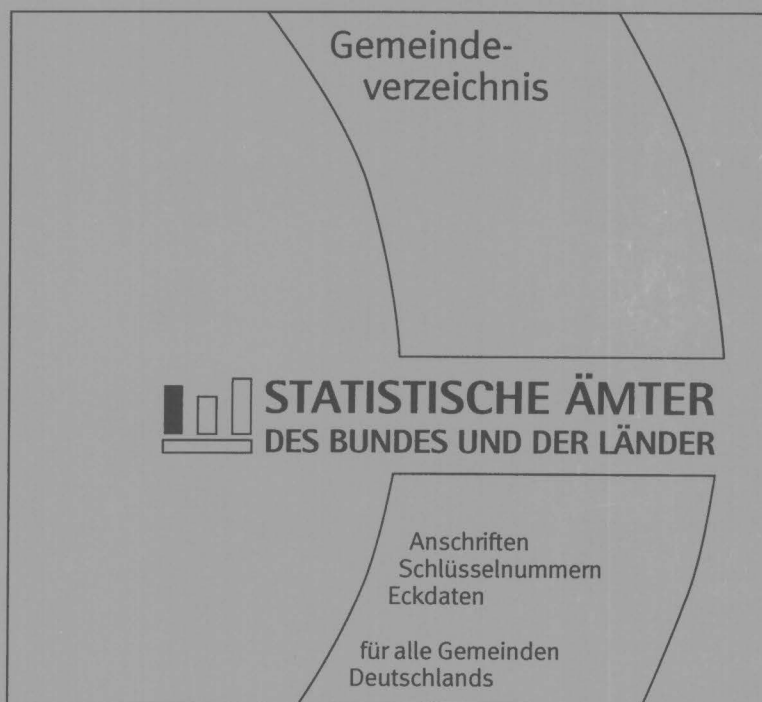 Gemeinde-
verzeichnis
STATISTISCHE ÄMTER
DES BUNDES UND DER LÄNDER
Anschriften
Schlüsselnummern
Eckdaten
für alle Gemeinden
Deutschlands